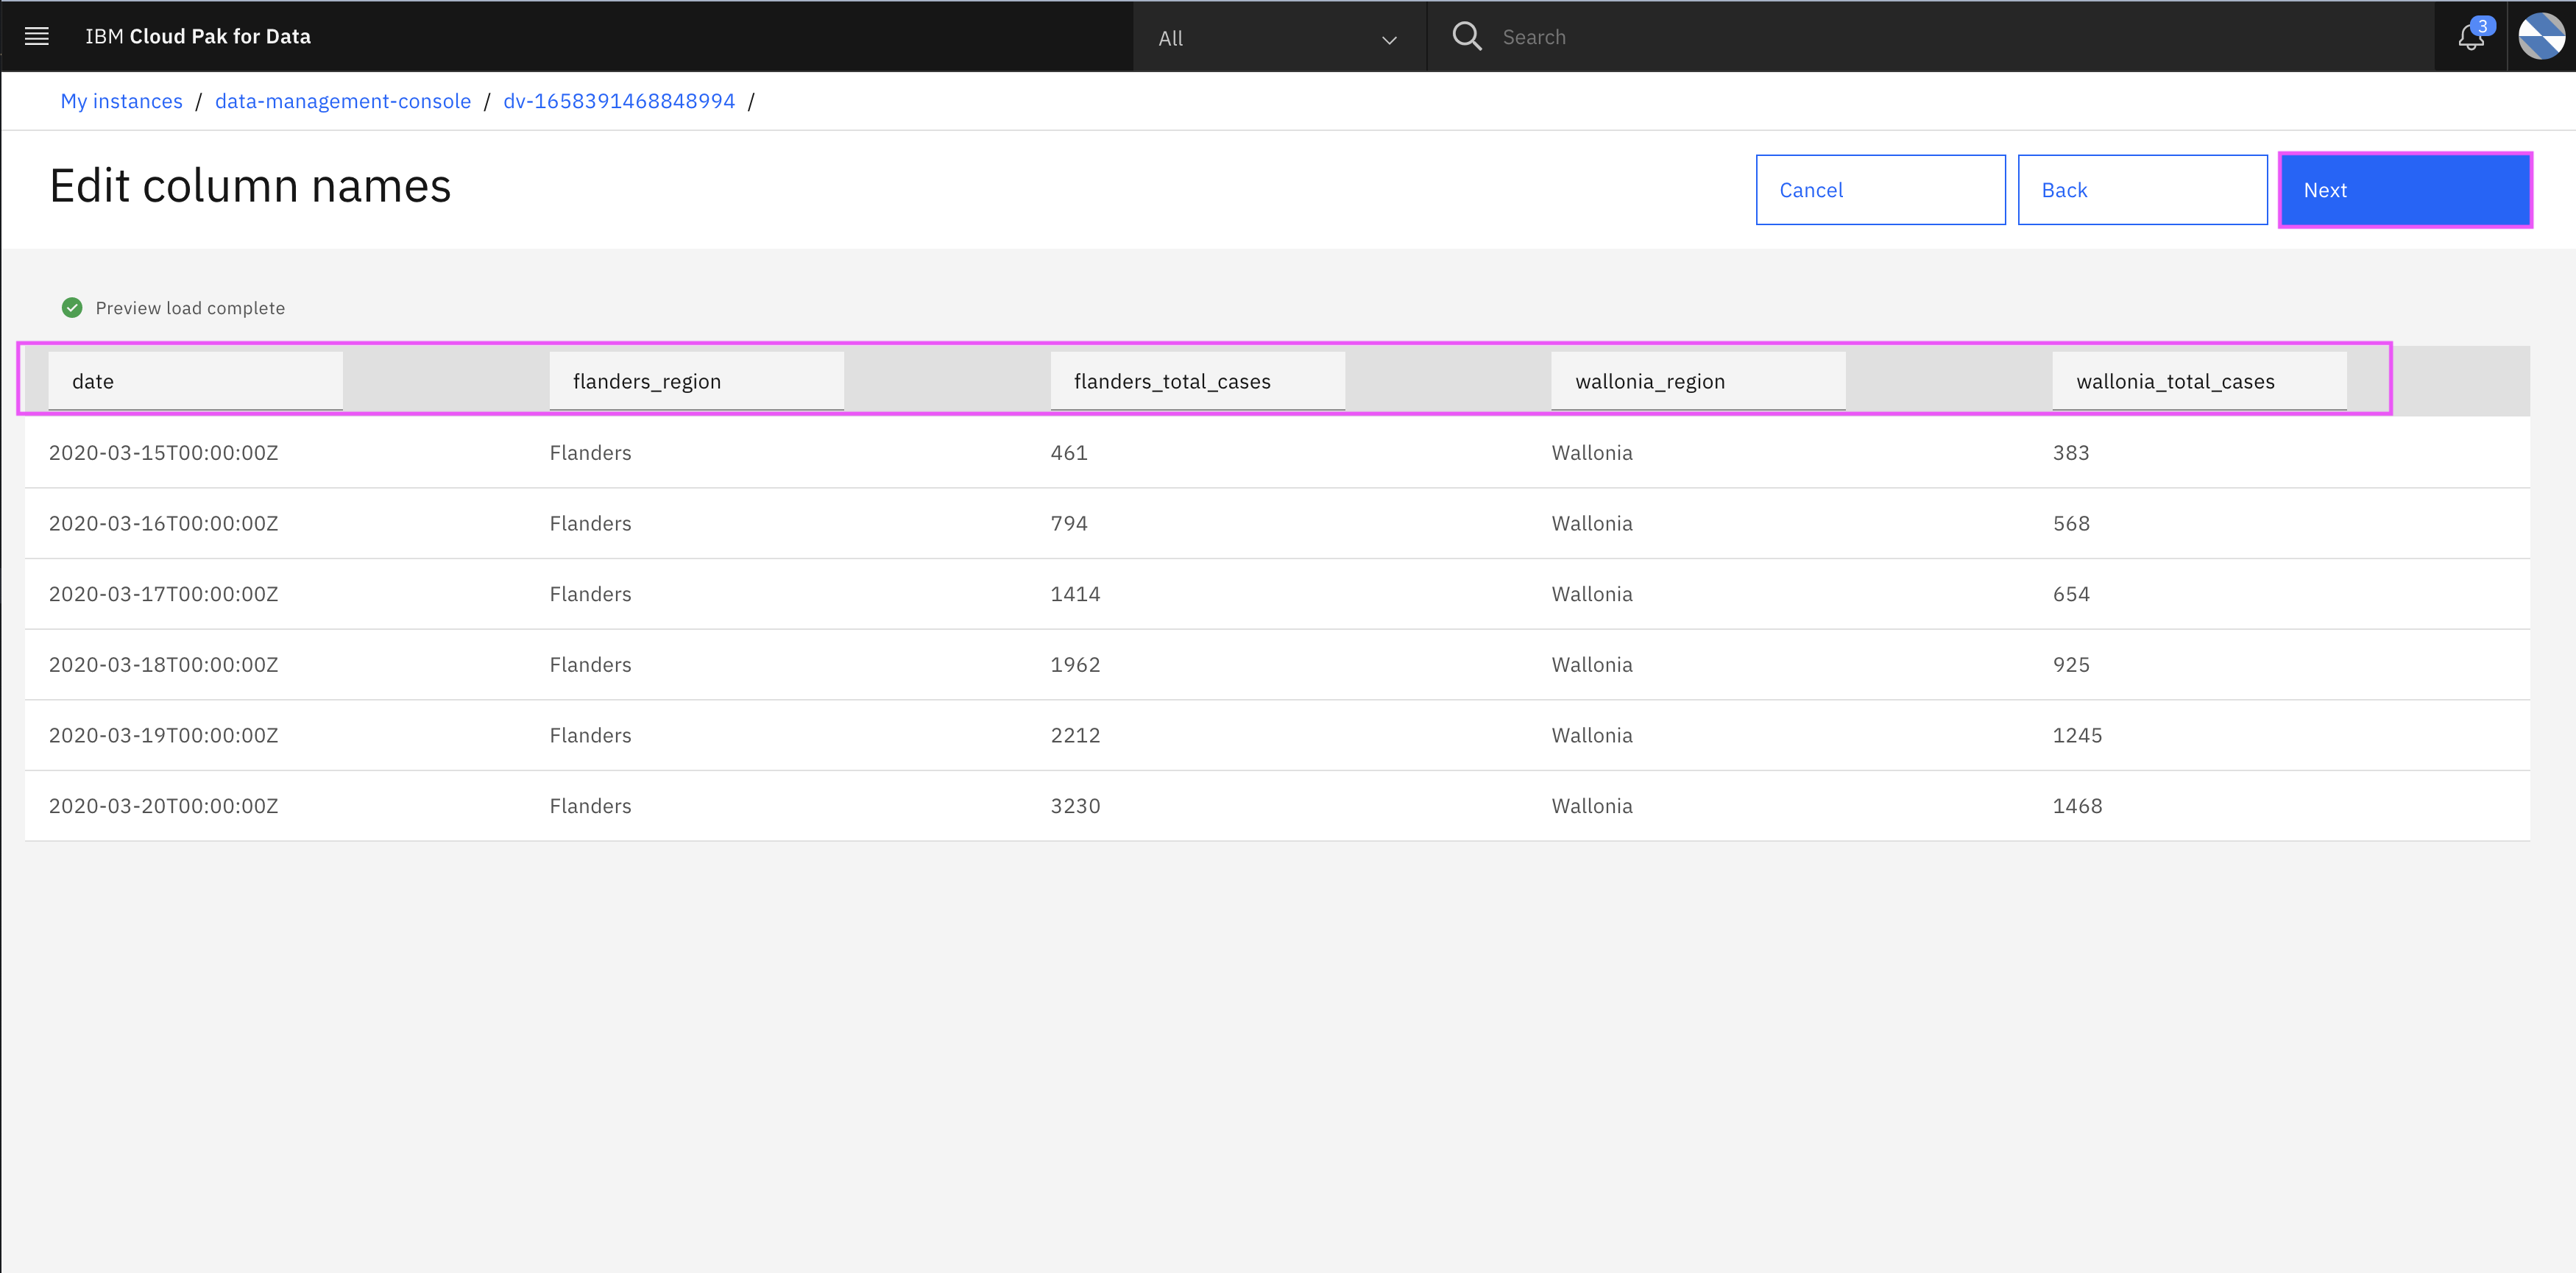 IBM Cloud Pak for Data All Search 3
My instances / data-management-console / dv-1658391468848994 /
Edit column names Cancel Back Next
Preview load complete
date flanders_region flanders_total_cases wallonia_region wallonia_total_cases
2020-03-15T00:00:00Z Flanders 461 Wallonia 383
2020-03-16T00:00:00Z Flanders 794 Wallonia 568
2020-03-17T00:00:00Z Flanders 1414 Wallonia 654
2020-03-18T00:00:00Z Flanders 1962 Wallonia 925
2020-03-19T00:00:00Z Flanders 2212 Wallonia 1245
2020-03-20T00:00:00Z Flanders 3230 Wallonia 1468